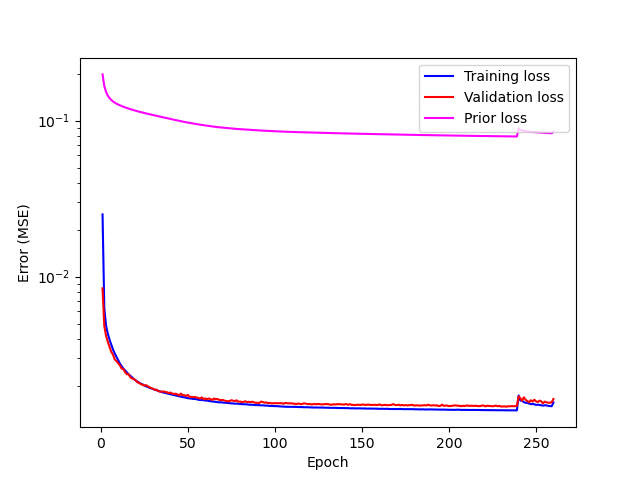 Training loss
Validation loss
Prior loss
10⁻¹
10⁻²
Error (MSE)
0 50 100 150 200 250
Epoch